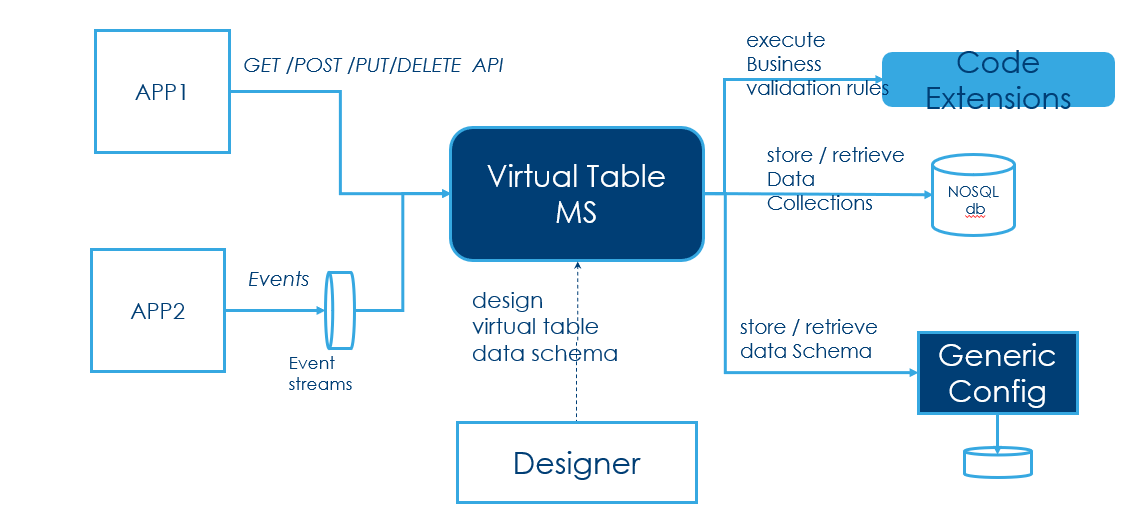 APP1
GET /POST /PUT/DELETE API
execute
Business
validation rules
Code
Extensions
Virtual Table
MS
store / retrieve
Data
Collections
NOSQL
db
APP2
Events
Event
streams
design
virtual table
data schema
store / retrieve
data Schema
Generic
Config
Designer